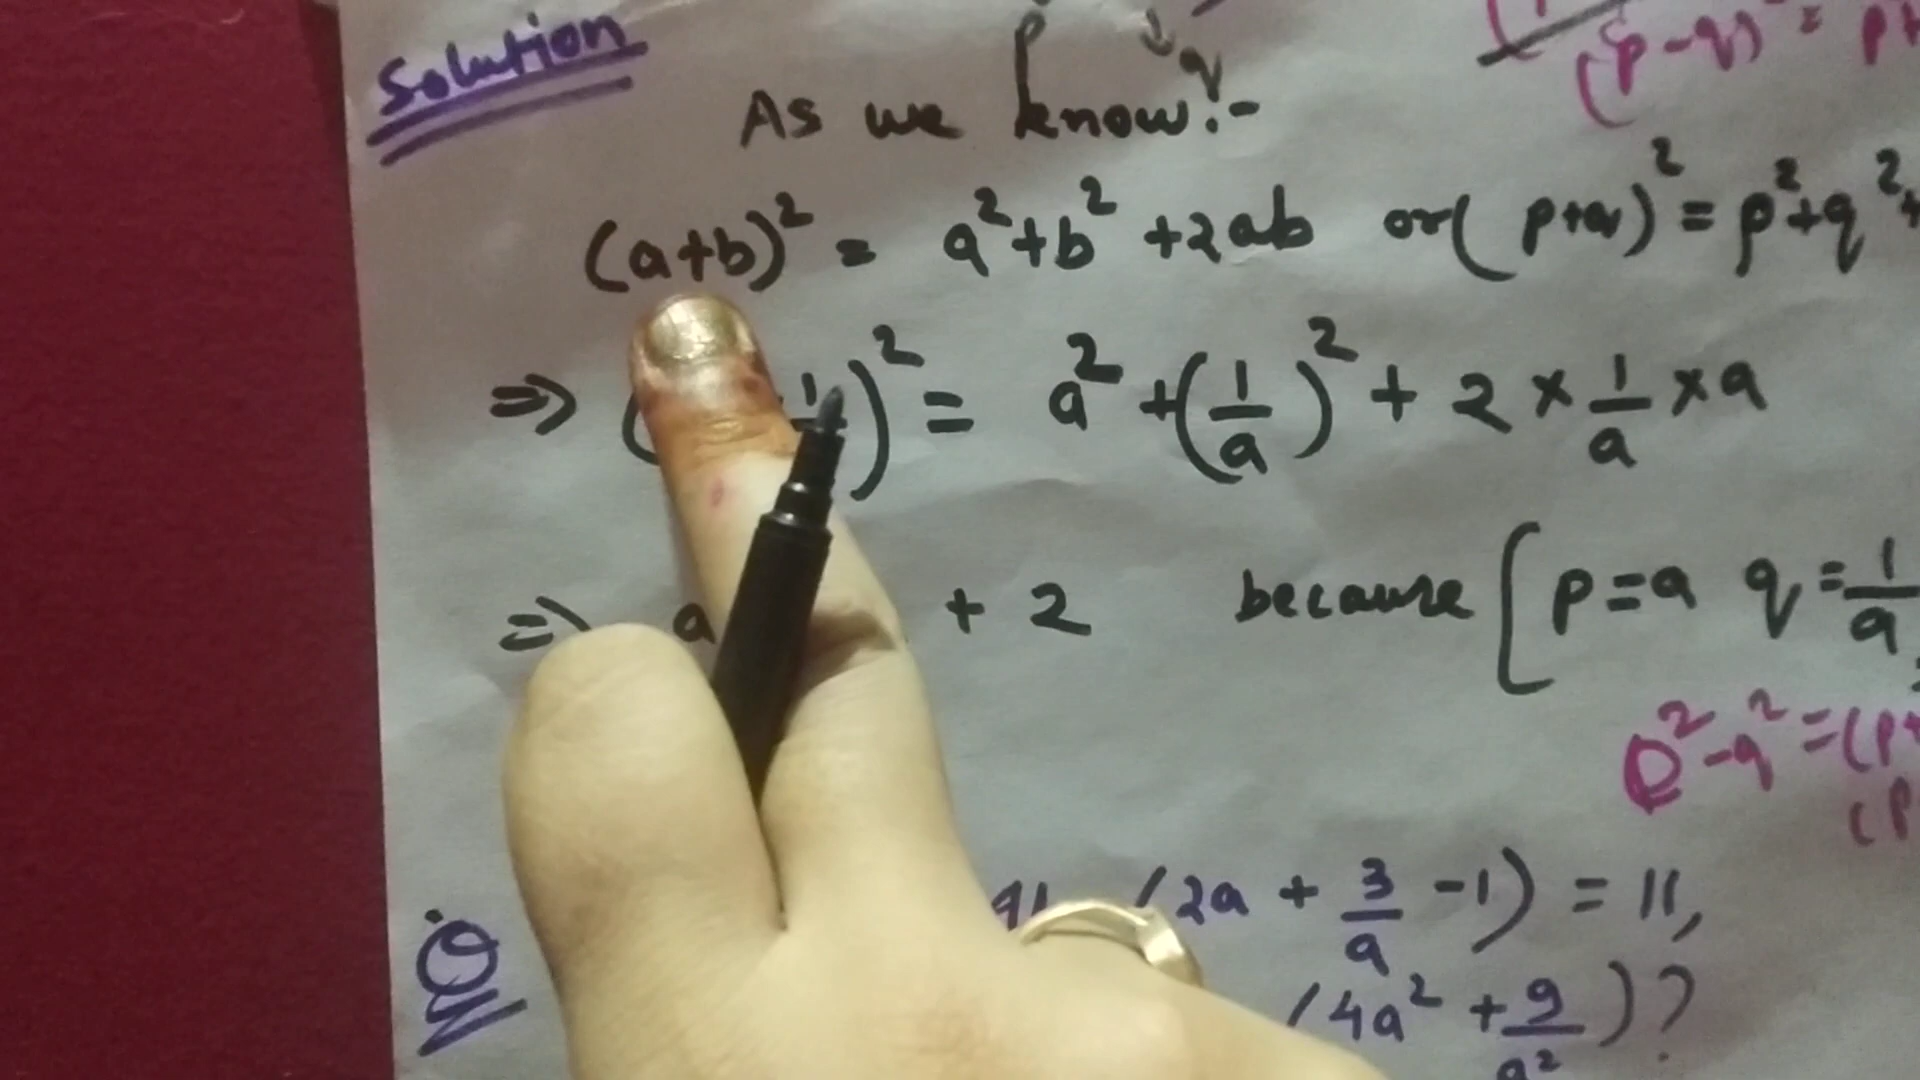 Solution
p q
(p-q)² = p
As we know!-
(a+b)² = a²+b²+2ab or (p+q)² = p²+q²+
=> ( 1/a )² = a² + (1/a)² + 2 × 1/a × a
=> a + 2 because [p=a q=1/a
p²-q²=(p+
(p
Q (2a + 3/a -1) = 11,
(4a² + 9/a²)?